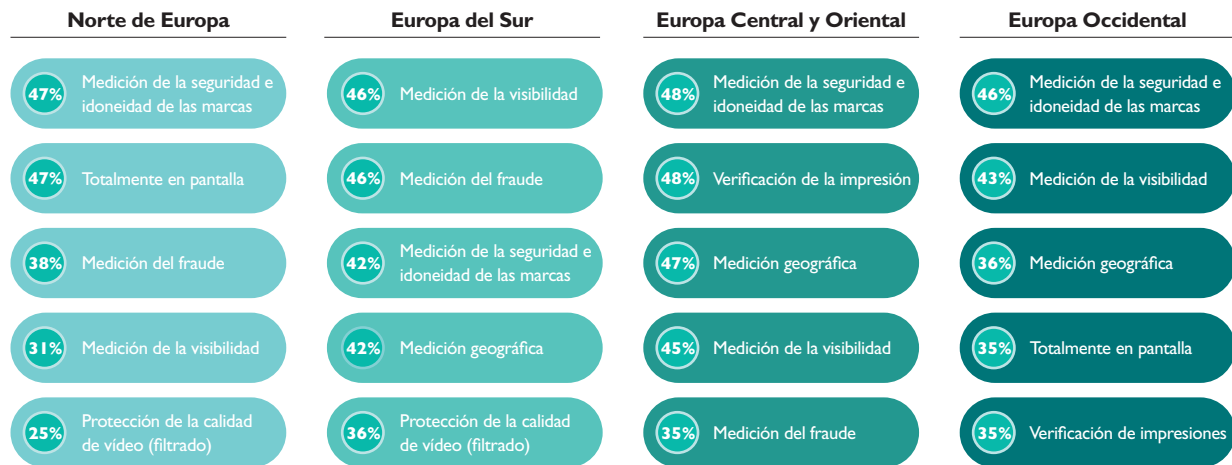 Norte de Europa
47%
Medición de la seguridad e
idoneidad de las marcas
47%
Totalmente en pantalla
38%
Medición del fraude
31%
Medición de la visibilidad
25%
Protección de la calidad
de vídeo (filtrado)
Europa del Sur
46%
Medición de la visibilidad
46%
Medición del fraude
42%
Medición de la seguridad e
idoneidad de las marcas
42%
Medición geográfica
36%
Protección de la calidad
de vídeo (filtrado)
Europa Central y Oriental
48%
Medición de la seguridad e
idoneidad de las marcas
48%
Verificación de la impresión
47%
Medición geográfica
45%
Medición de la visibilidad
35%
Medición del fraude
Europa Occidental
46%
Medición de la seguridad e
idoneidad de las marcas
43%
Medición de la visibilidad
36%
Medición geográfica
35%
Totalmente en pantalla
35%
Verificación de impresiones